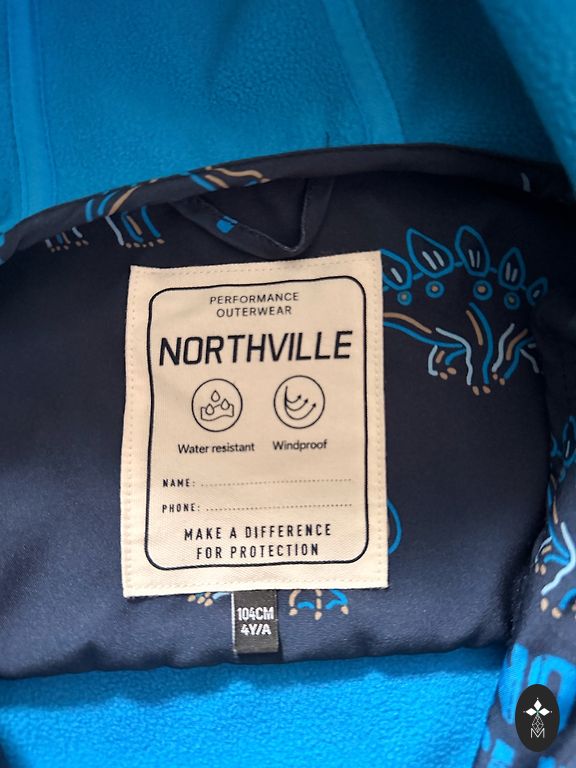 PERFORMANCE
OUTERWEAR
NORTHVILLE
Water resistant
Windproof
NAME:
PHONE:
MAKE A DIFFERENCE
FOR PROTECTION
104CM
4Y/A
M